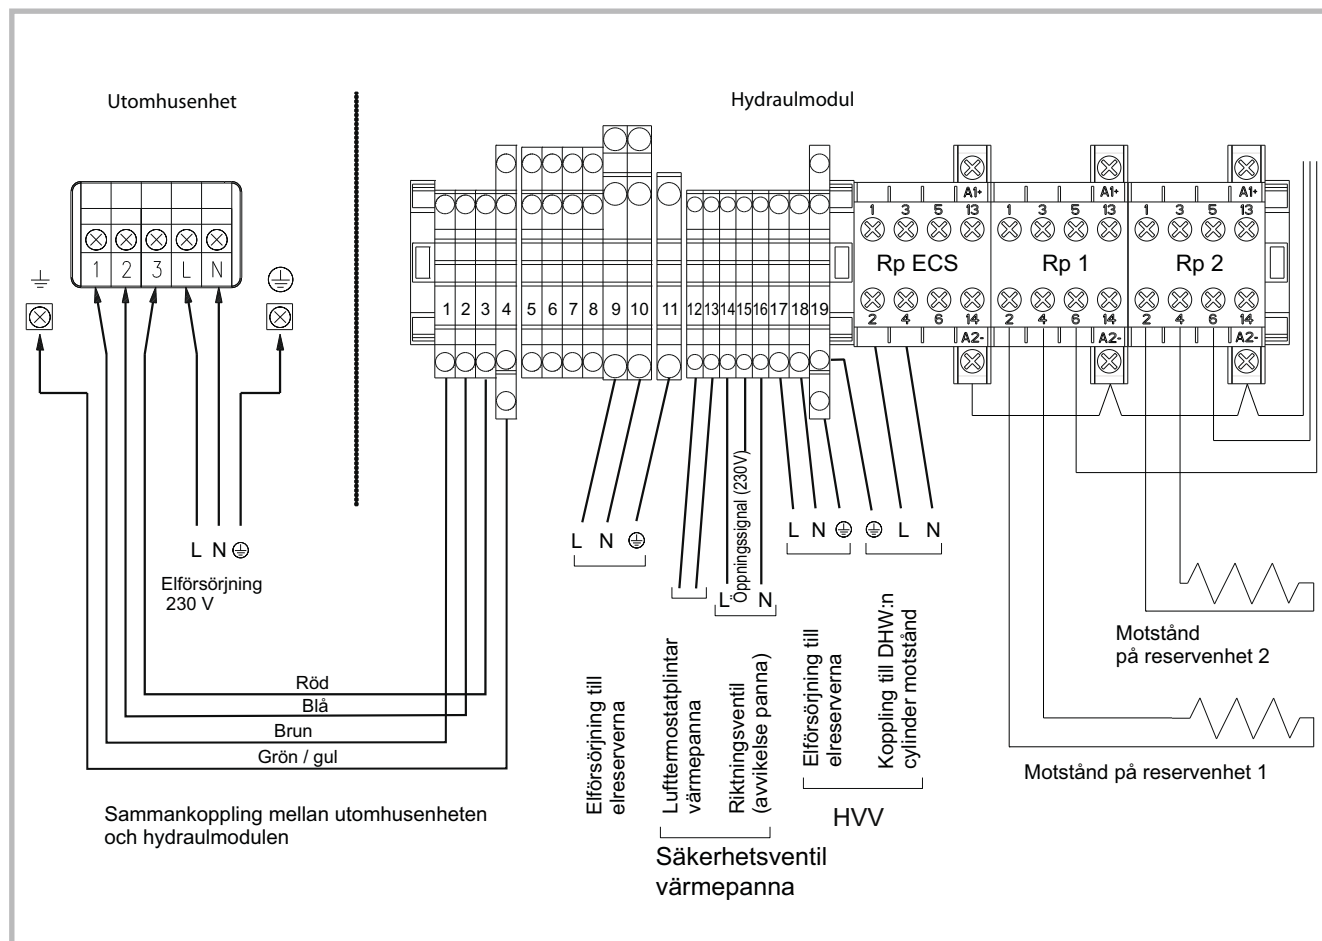 Utomhusenhet
Hydraulmodul
1 2 3 L N
A1+ A1+ A1+
1 3 5 13 1 3 5 13 1 3 5 13
Rp ECS Rp 1 Rp 2
1 2 3 4 5 6 7 8 9 10 11 12 13 14 15 16 17 18 19
2 4 6 14 2 4 6 14 2 4 6 14
A2- A2- A2-
L N
Elförsörjning
230 V
L N
Öppningssignal (230V)
L N
L N
L N
Röd
Blå
Brun
Grön / gul
Sammankoppling mellan utomhusenheten
och hydraulmodulen
Elförsörjning till
elreserverna
Lufttermostatplintar
värmepanna
Riktningsventil
(avvikelse panna)
Säkerhetsventil
värmepanna
Elförsörjning till
elreserverna
Koppling till DHW:n
cylinder motstånd
HVV
Motstånd
på reservenhet 2
Motstånd på reservenhet 1